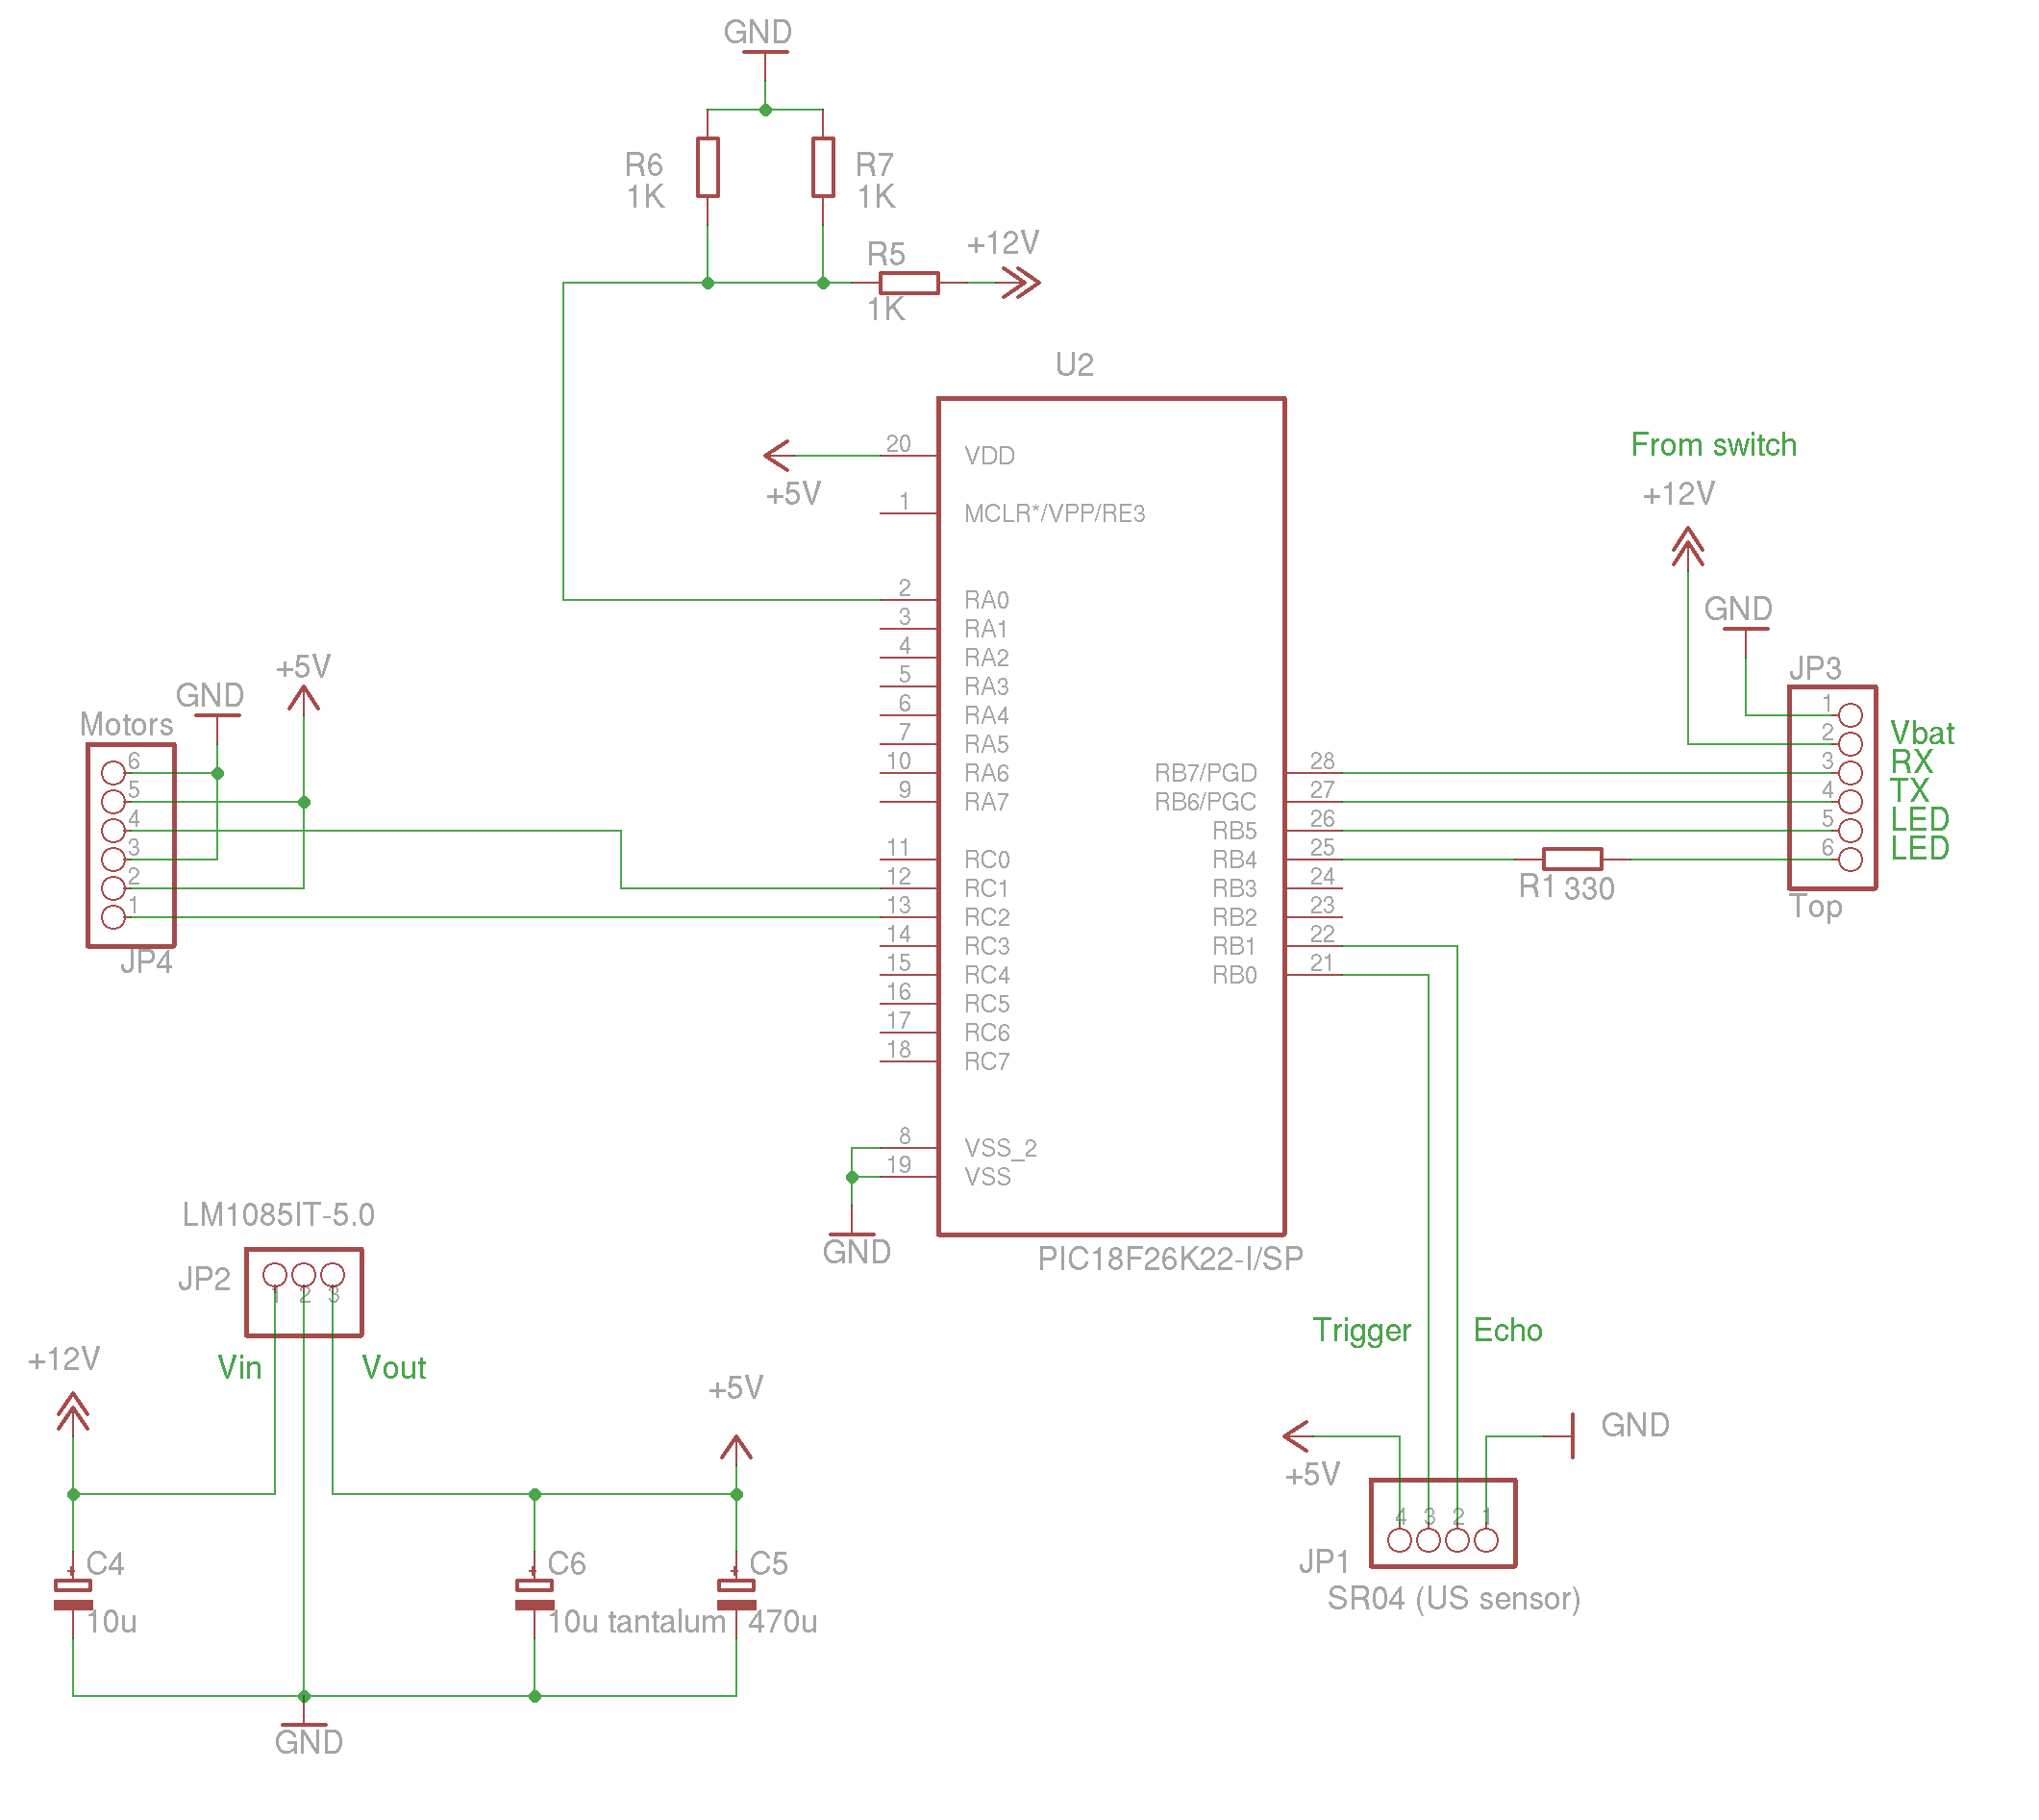 GND
R6
1K
R7
1K
R5
1K
+12V
U2
20
VDD
+5V
1
MCLR*/VPP/RE3
2
RA0
3
RA1
4
RA2
5
RA3
6
RA4
7
RA5
10
RA6
9
RA7
11
RC0
12
RC1
13
RC2
14
RC3
15
RC4
16
RC5
17
RC6
18
RC7
8
VSS_2
19
VSS
GND
RB7/PGD
28
RB6/PGC
27
RB5
26
RB4
25
RB3
24
RB2
23
RB1
22
RB0
21
PIC18F26K22-I/SP
From switch
+12V
GND
JP3
1
2
3
4
5
6
Vbat
RX
TX
LED
LED
R1 330
Top
+5V
GND
Motors
6
5
4
3
2
1
JP4
LM1085IT-5.0
JP2
1
2
3
+12V
Vin
Vout
+5V
C4
10u
C6
10u tantalum
C5
470u
GND
Trigger
Echo
+5V
GND
4
3
2
1
JP1
SR04 (US sensor)